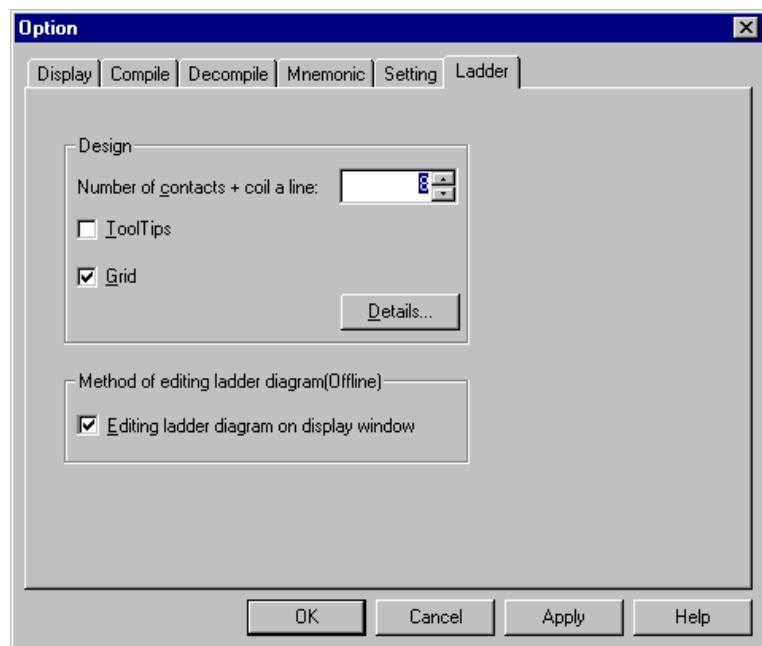 Option
Display Compile Decompile Mnemonic Setting Ladder
Design
Number of contacts + coil a line: 8
ToolTips
Grid
Details...
Method of editing ladder diagram(Offline)
Editing ladder diagram on display window
OK Cancel Apply Help